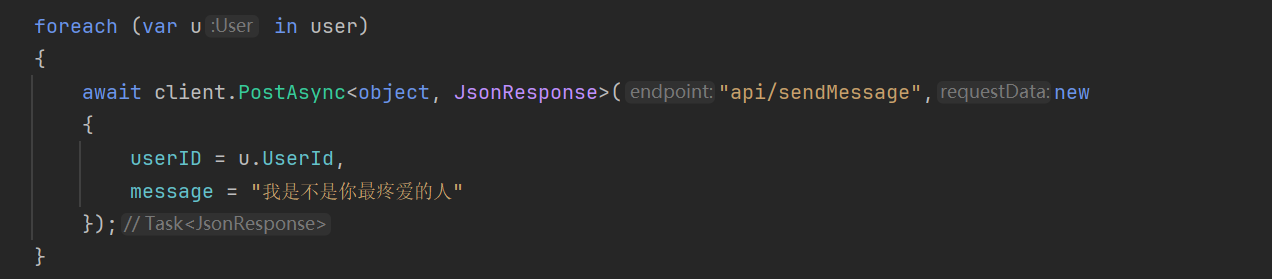 foreach (var u :User in user)
{
await client.PostAsync<object, JsonResponse>( endpoint: "api/sendMessage", requestData: new
{
userID = u.UserId,
message = "我是不是你最疼爱的人"
}); // Task<JsonResponse>
}